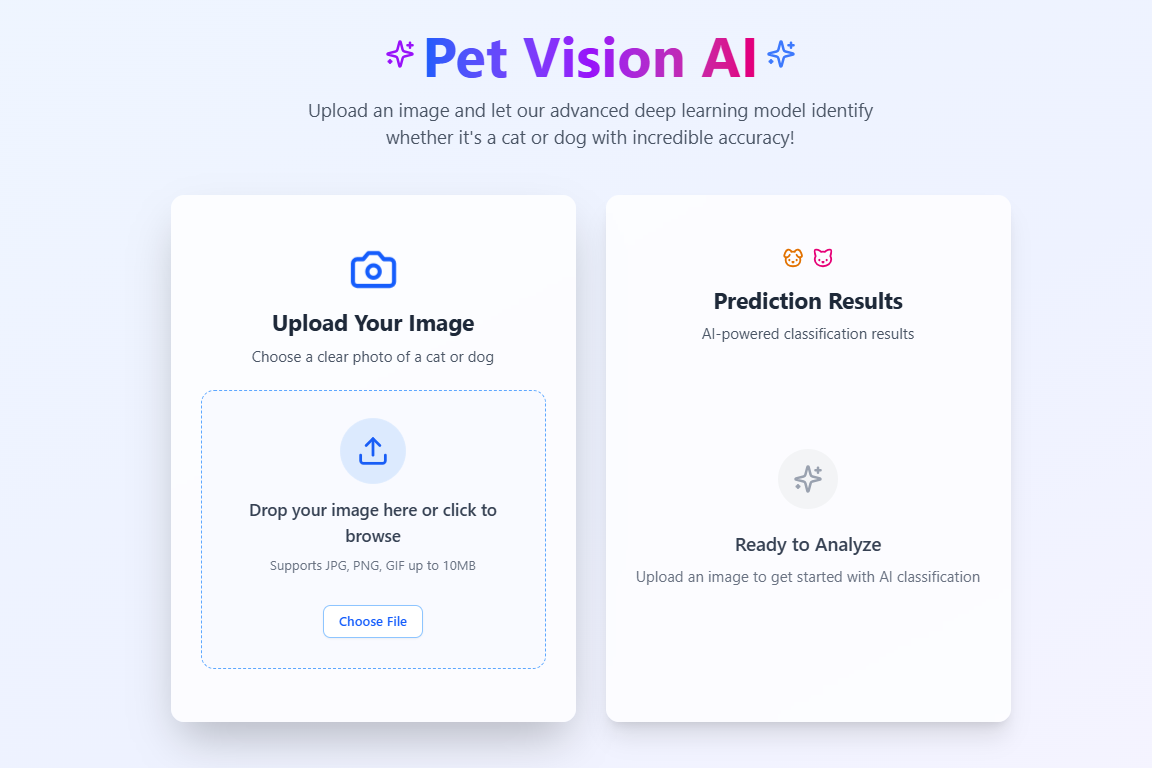 Pet Vision AI
Upload an image and let our advanced deep learning model identify
whether it's a cat or dog with incredible accuracy!
Upload Your Image
Choose a clear photo of a cat or dog
Drop your image here or click to
browse
Supports JPG, PNG, GIF up to 10MB
Choose File
Prediction Results
AI-powered classification results
Ready to Analyze
Upload an image to get started with AI classification